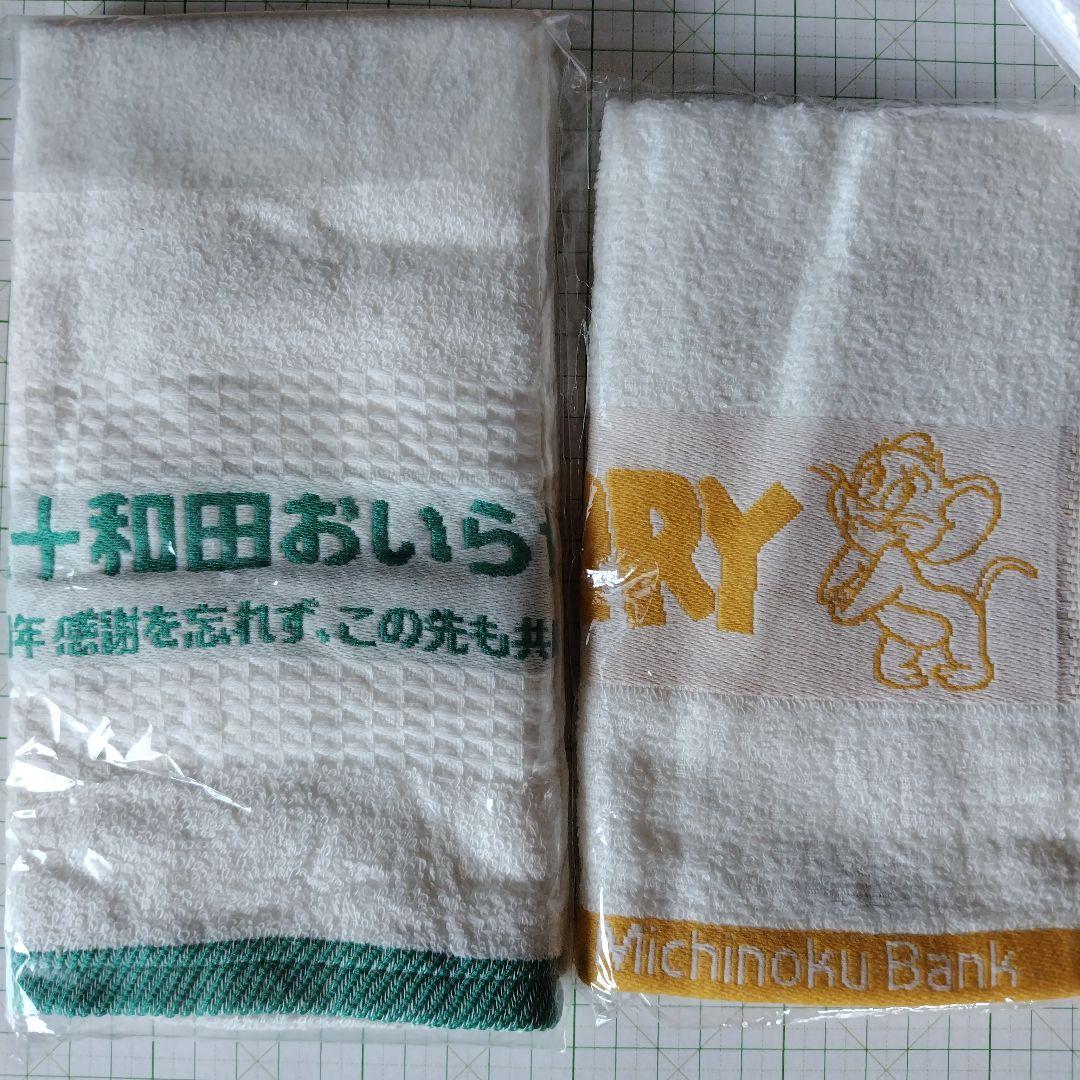 十和田おいら
年感謝を忘れず、この先も共
RY
Michinoku Bank